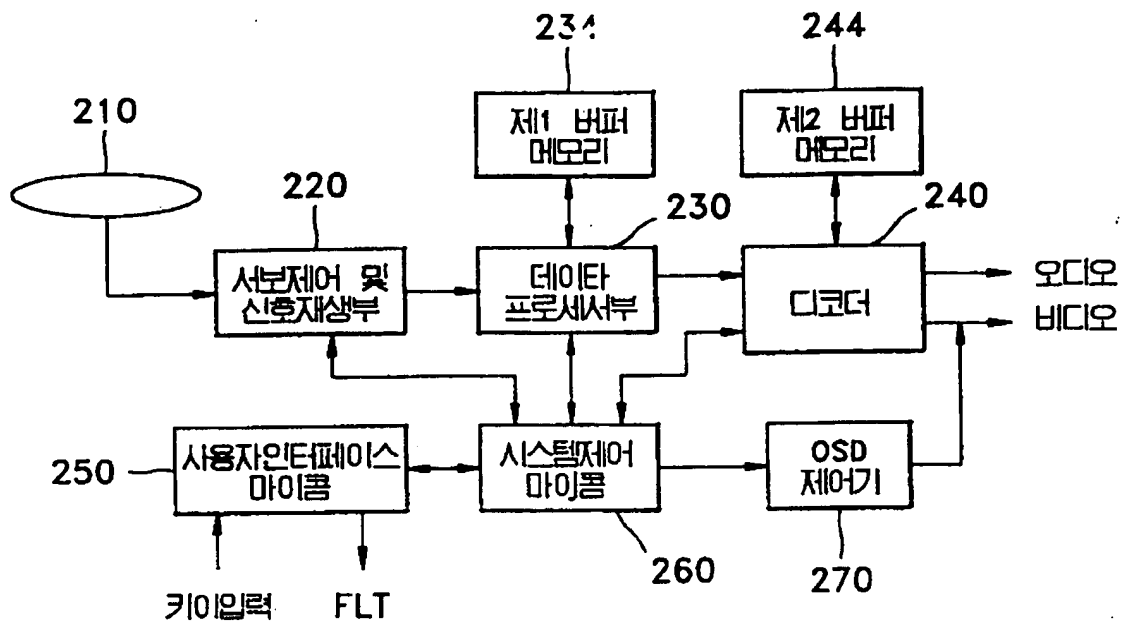 234
244
210
제1 버퍼
메모리
제2 버퍼
메모리
220
230
240
서보제어 및
신호재생부
데이타
프로세서부
디코더
오디오
비디오
250
사용자인터페이스
마이콤
시스템제어
마이콤
OSD
제어기
260
270
키이입력
FLT